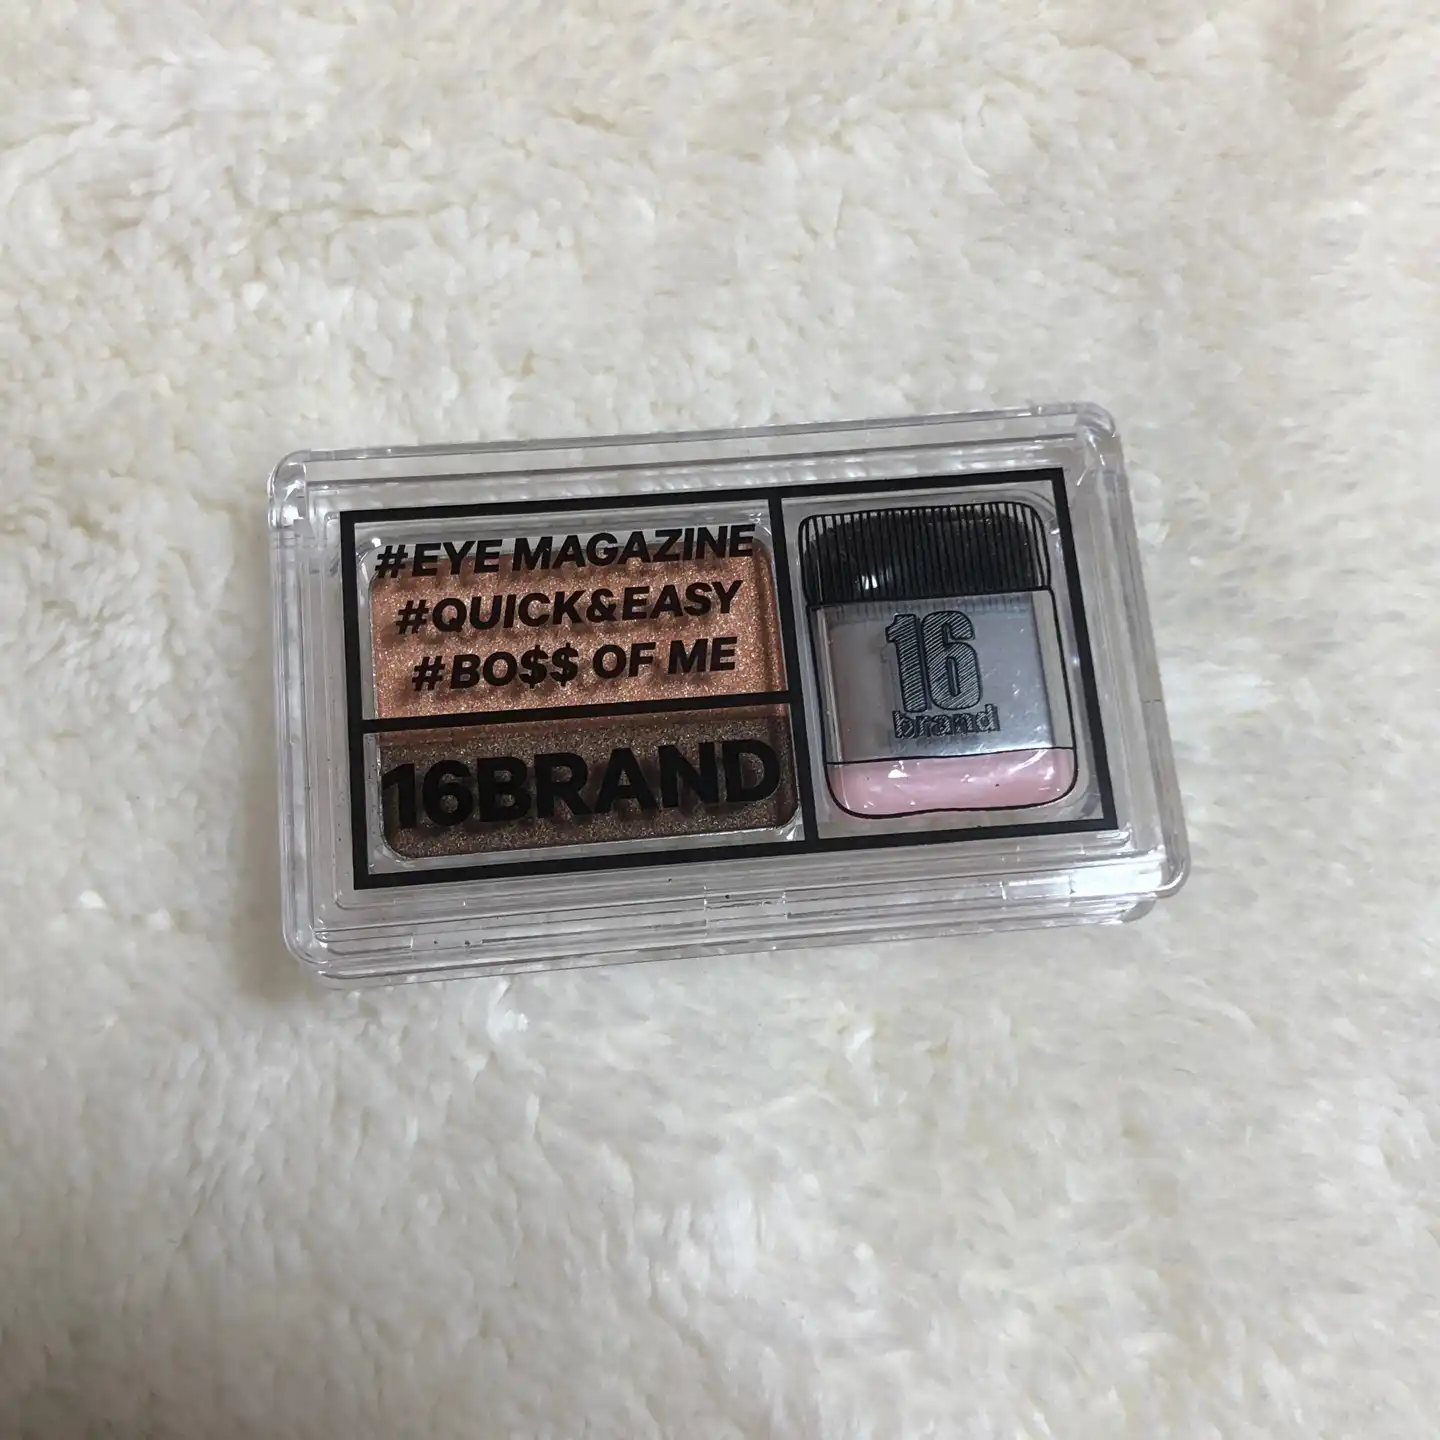 #EYE MAGAZINE
#QUICK&EASY
#BO$$ OF ME
16BRAND
16
brand